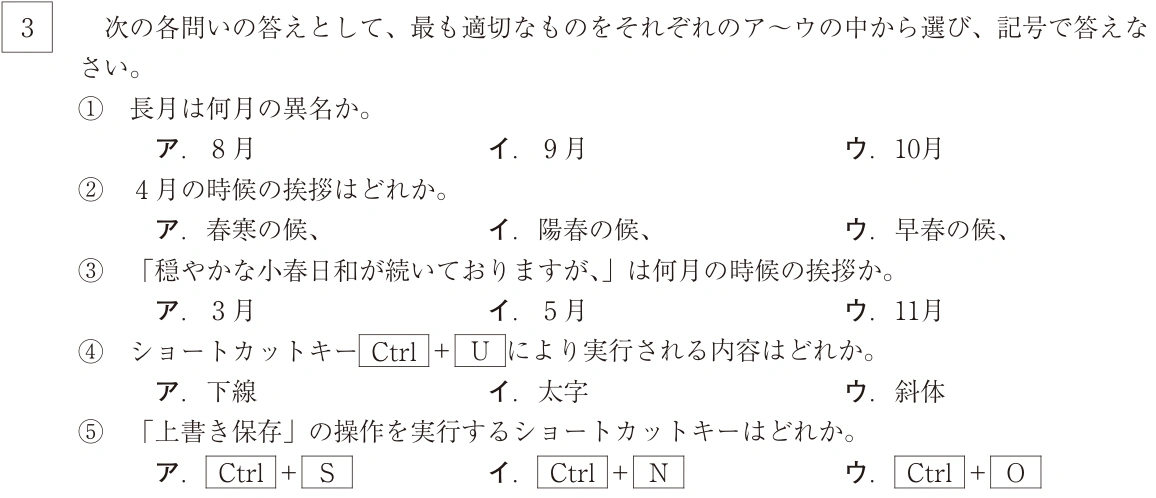 3　次の各問いの答えとして、最も適切なものをそれぞれのア～ウの中から選び、記号で答えな
さい。
①　長月は何月の異名か。
ア．８月　イ．９月　ウ．10月
②　４月の時候の挨拶はどれか。
ア．春寒の候、　イ．陽春の候、　ウ．早春の候、
③　「穏やかな小春日和が続いておりますが、」は何月の時候の挨拶か。
ア．３月　イ．５月　ウ．11月
④　ショートカットキー Ctrl + U により実行される内容はどれか。
ア．下線　イ．太字　ウ．斜体
⑤　「上書き保存」の操作を実行するショートカットキーはどれか。
ア． Ctrl + S 　イ． Ctrl + N 　ウ． Ctrl + O